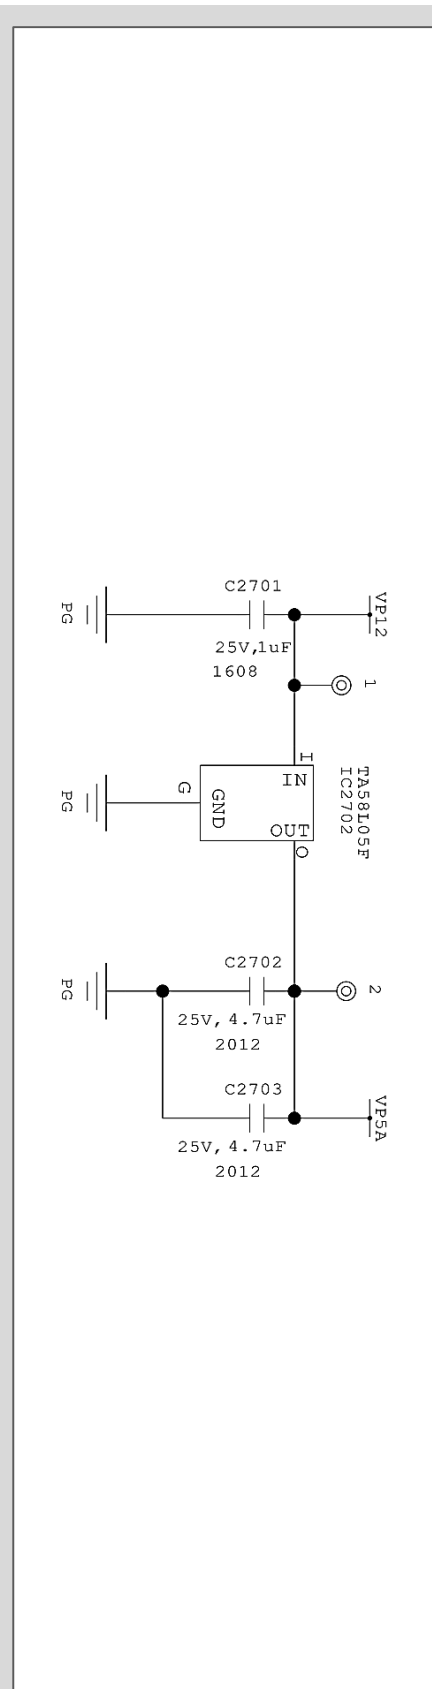 C2701
VP12
PG
25V,1uF
1608
1
I
IN
TA58L05F
IC2702
G
GND
PG
OUT
O
C2702
2
PG
25V, 4.7uF
2012
C2703
VP5A
25V, 4.7uF
2012